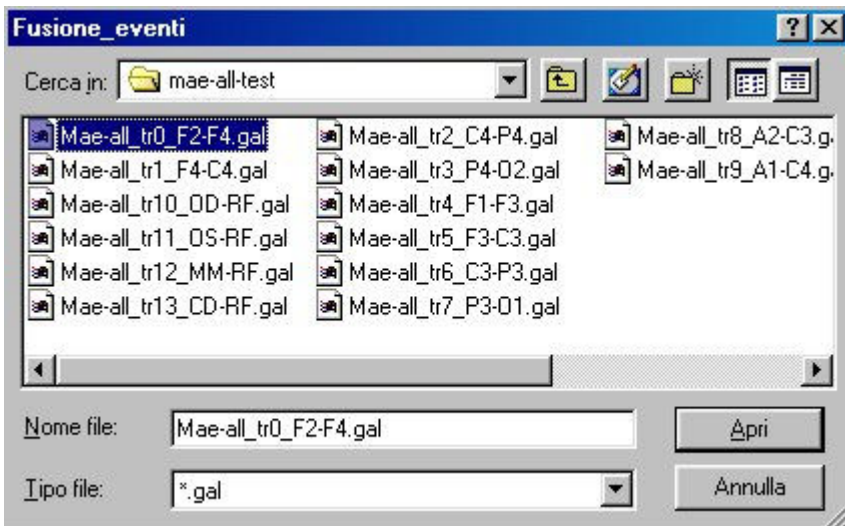 Fusione_eventi
Cerca in: mae-all-test
Mae-all_tr0_F2-F4.gal
Mae-all_tr1_F4-C4.gal
Mae-all_tr10_OD-RF.gal
Mae-all_tr11_OS-RF.gal
Mae-all_tr12_MM-RF.gal
Mae-all_tr13_CD-RF.gal
Mae-all_tr2_C4-P4.gal
Mae-all_tr3_P4-O2.gal
Mae-all_tr4_F1-F3.gal
Mae-all_tr5_F3-C3.gal
Mae-all_tr6_C3-P3.gal
Mae-all_tr7_P3-O1.gal
Mae-all_tr8_A2-C3.g
Mae-all_tr9_A1-C4.g
Nome file: Mae-all_tr0_F2-F4.gal Apri
Tipo file: *.gal Annulla